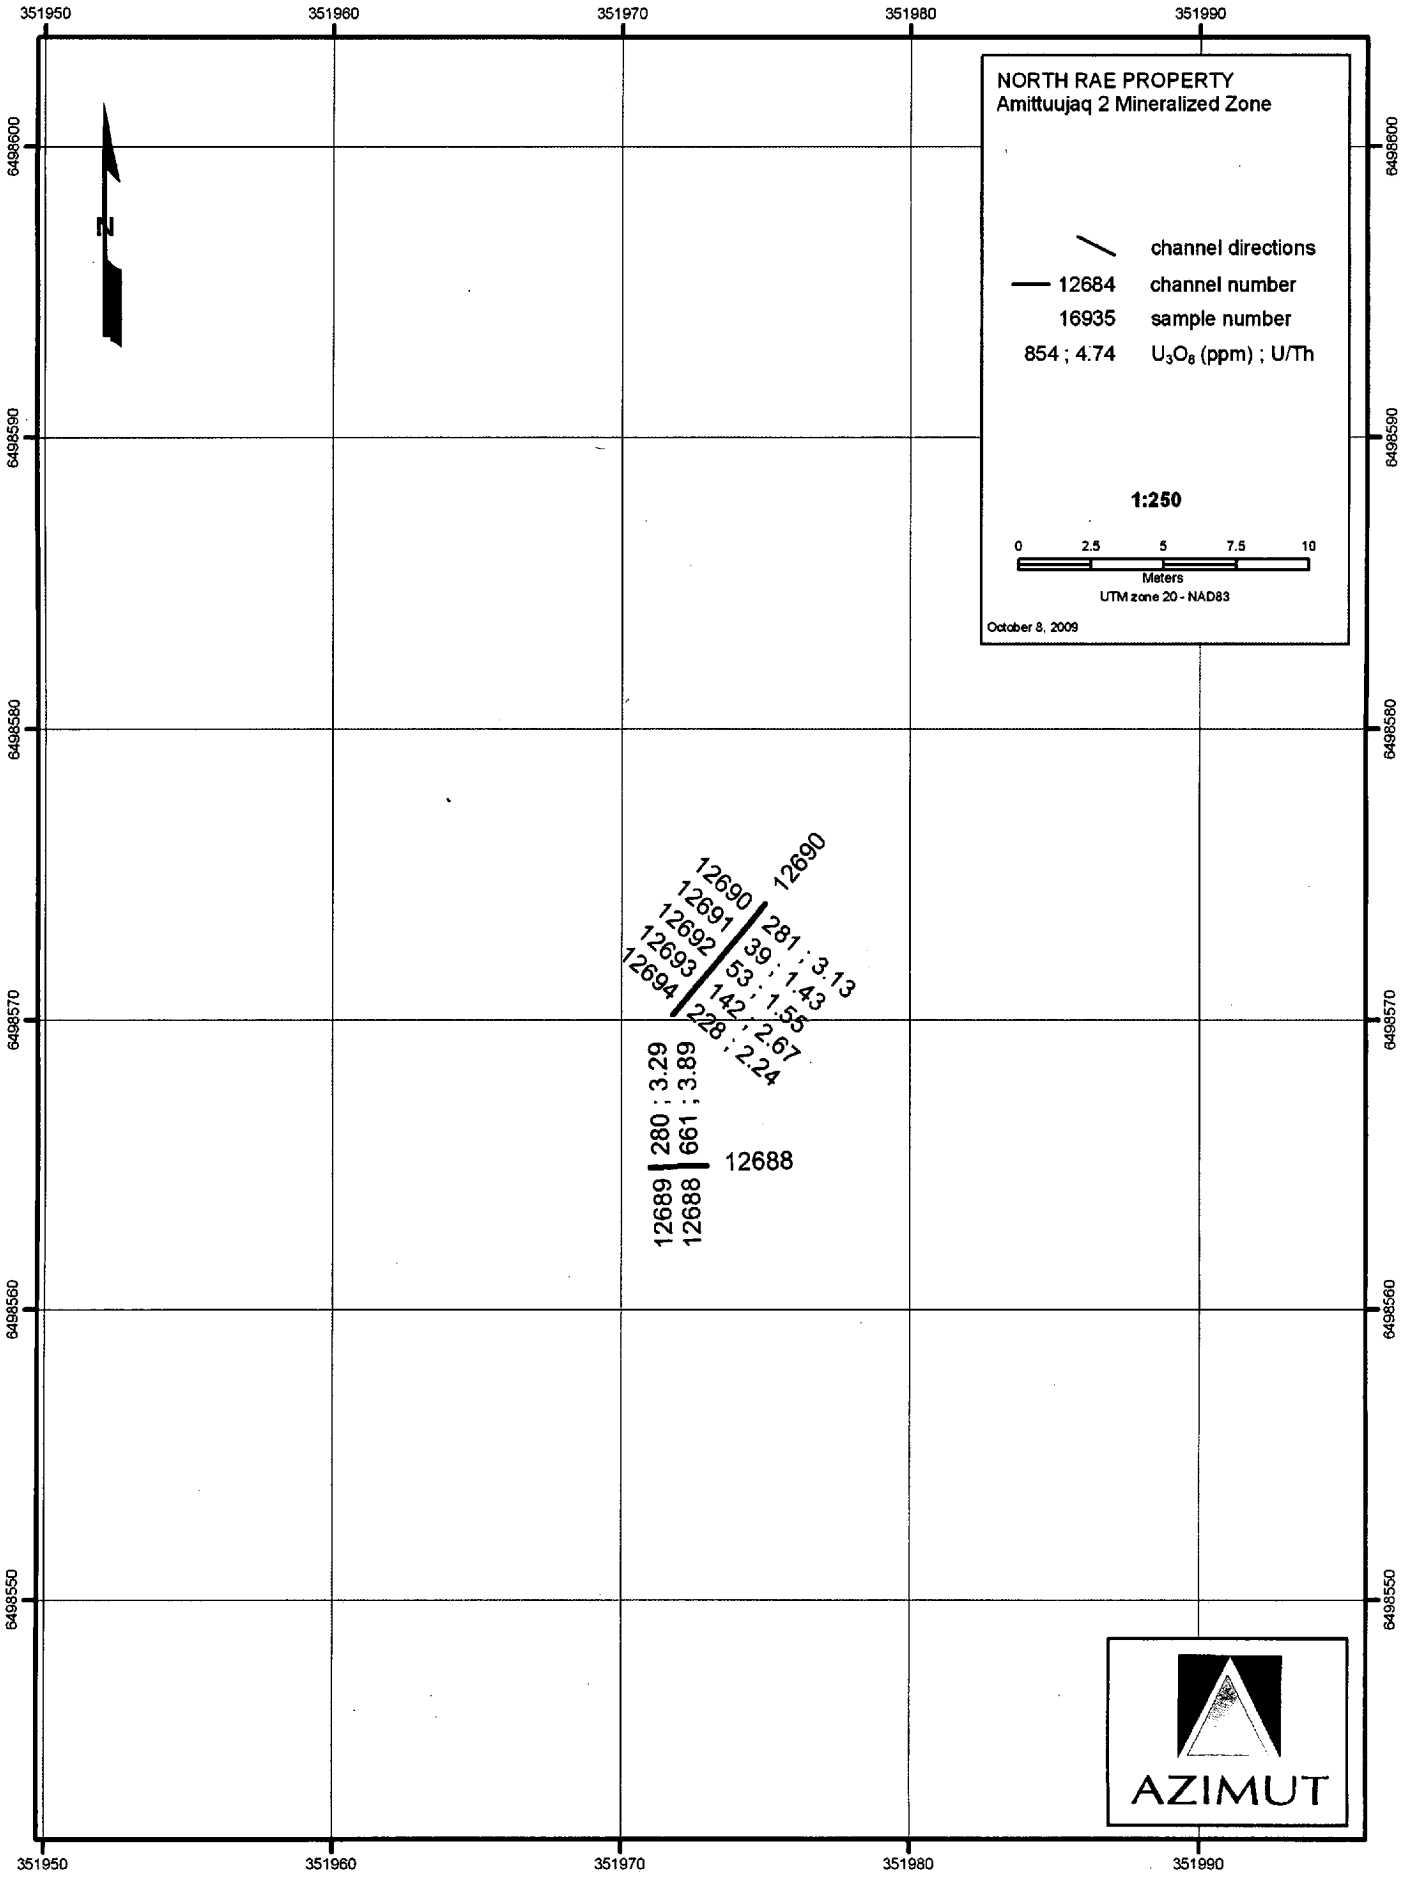 351950
351960
351970
351980
351990
NORTH RAE PROPERTY
Amittuujaq 2 Mineralized Zone
channel directions
12684 channel number
16935 sample number
854 ; 4.74 U₃O₈ (ppm) ; U/Th
1:250
0 2.5 5 7.5 10
Meters
UTM zone 20 - NAD83
October 8, 2009
N
6498600
6498600
6498590
6498590
6498580
6498580
12690
12690
281 ; 3.13
12691
39 ; 1.43
12692
53 ; 1.55
12693
142 ; 2.67
12694
228 ; 2.24
6498570
6498570
280 ; 3.29
661 ; 3.89
12688
12689
12688
6498560
6498560
6498550
6498550
AZIMUT
351950
351960
351970
351980
351990